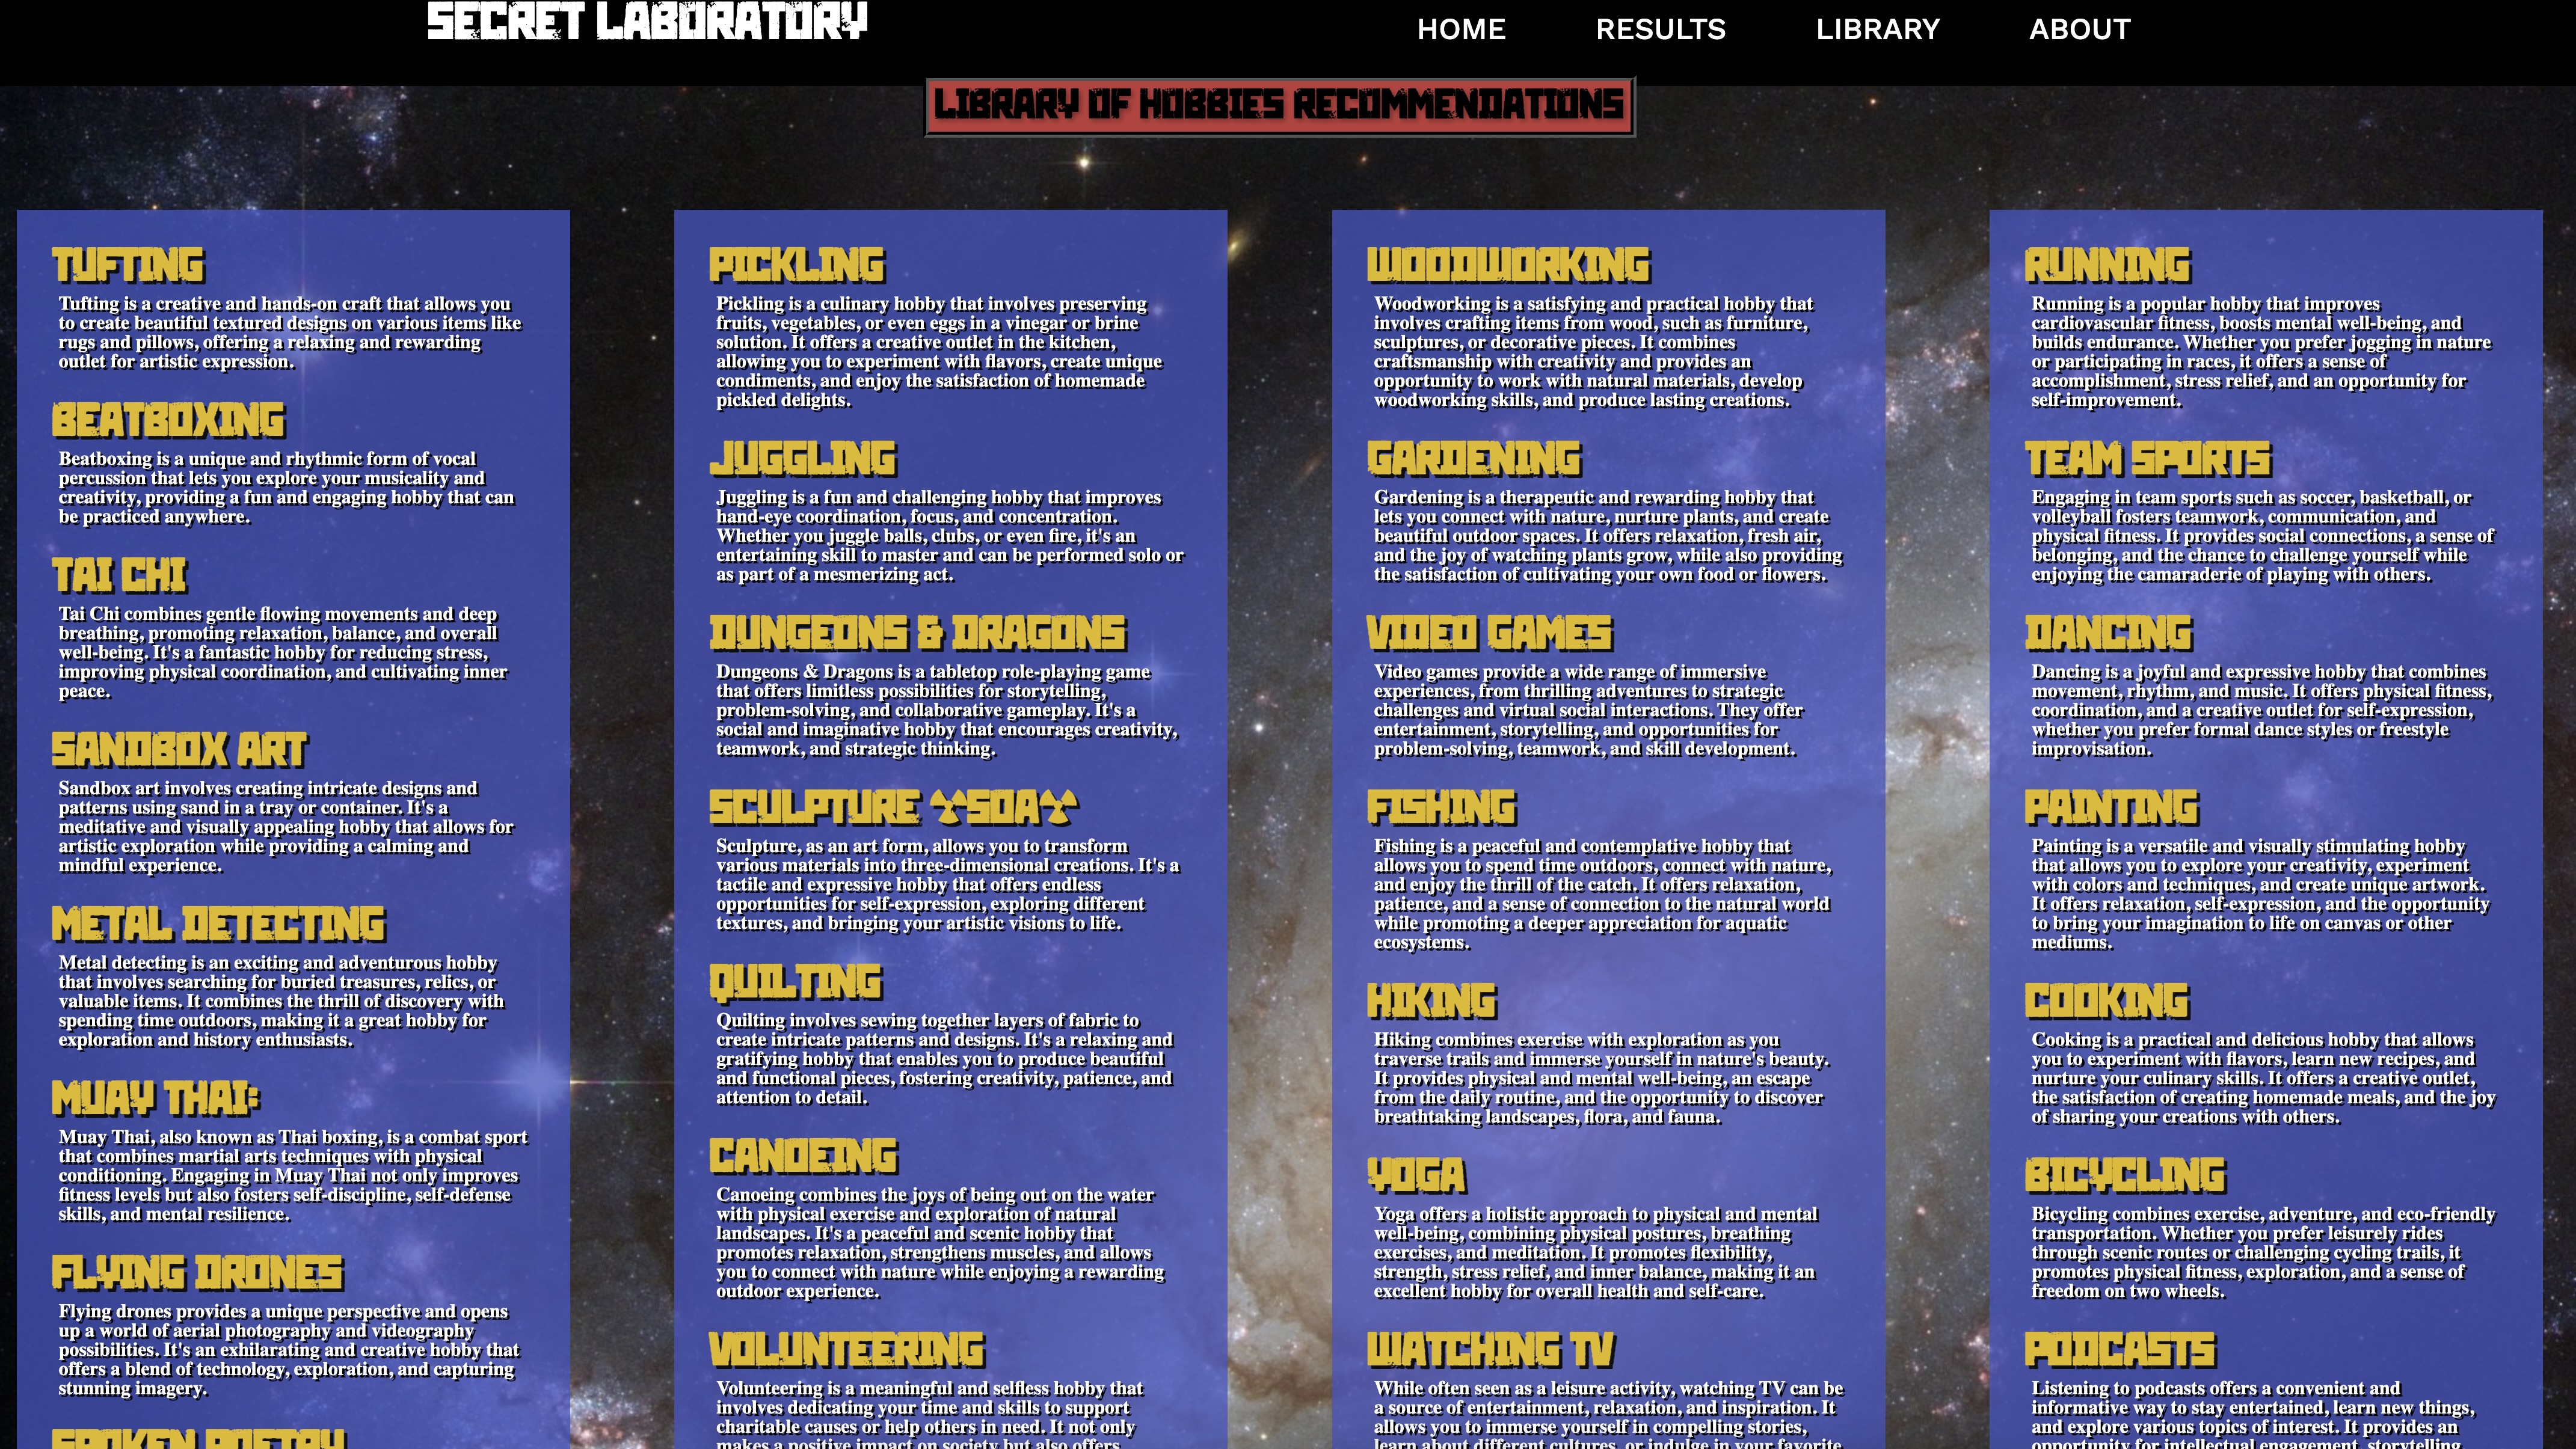 SECRET LABORATORY
HOME RESULTS LIBRARY ABOUT
LIBRARY OF HOBBIES RECOMMENDATIONS
TUFTING
Tufting is a creative and hands-on craft that allows you
to create beautiful textured designs on various items like
rugs and pillows, offering a relaxing and rewarding
outlet for artistic expression.
BEATBOXING
Beatboxing is a unique and rhythmic form of vocal
percussion that lets you explore your musicality and
creativity, providing a fun and engaging hobby that can
be practiced anywhere.
TAI CHI
Tai Chi combines gentle flowing movements and deep
breathing, promoting relaxation, balance, and overall
well-being. It's a fantastic hobby for reducing stress,
improving physical coordination, and cultivating inner
peace.
SANDBOX ART
Sandbox art involves creating intricate designs and
patterns using sand in a tray or container. It's a
meditative and visually appealing hobby that allows for
artistic exploration while providing a calming and
mindful experience.
METAL DETECTING
Metal detecting is an exciting and adventurous hobby
that involves searching for buried treasures, relics, or
valuable items. It combines the thrill of discovery with
spending time outdoors, making it a great hobby for
exploration and history enthusiasts.
MUAY THAI:
Muay Thai, also known as Thai boxing, is a combat sport
that combines martial arts techniques with physical
conditioning. Engaging in Muay Thai not only improves
fitness levels but also fosters self-discipline, self-defense
skills, and mental resilience.
FLYING DRONES
Flying drones provides a unique perspective and opens
up a world of aerial photography and videography
possibilities. It's an exhilarating and creative hobby that
offers a blend of technology, exploration, and capturing
stunning imagery.
SPOKEN POETRY
PICKLING
Pickling is a culinary hobby that involves preserving
fruits, vegetables, or even eggs in a vinegar or brine
solution. It offers a creative outlet in the kitchen,
allowing you to experiment with flavors, create unique
condiments, and enjoy the satisfaction of homemade
pickled delights.
JUGGLING
Juggling is a fun and challenging hobby that improves
hand-eye coordination, focus, and concentration.
Whether you juggle balls, clubs, or even fire, it's an
entertaining skill to master and can be performed solo or
as part of a mesmerizing act.
DUNGEONS & DRAGONS
Dungeons & Dragons is a tabletop role-playing game
that offers limitless possibilities for storytelling,
problem-solving, and collaborative gameplay. It's a
social and imaginative hobby that encourages creativity,
teamwork, and strategic thinking.
SCULPTURE ☢SOA☢
Sculpture, as an art form, allows you to transform
various materials into three-dimensional creations. It's a
tactile and expressive hobby that offers endless
opportunities for self-expression, exploring different
textures, and bringing your artistic visions to life.
QUILTING
Quilting involves sewing together layers of fabric to
create intricate patterns and designs. It's a relaxing and
gratifying hobby that enables you to produce beautiful
and functional pieces, fostering creativity, patience, and
attention to detail.
CANOEING
Canoeing combines the joys of being out on the water
with physical exercise and exploration of natural
landscapes. It's a peaceful and scenic hobby that
promotes relaxation, strengthens muscles, and allows
you to connect with nature while enjoying a rewarding
outdoor experience.
VOLUNTEERING
Volunteering is a meaningful and selfless hobby that
involves dedicating your time and skills to support
charitable causes or help others in need. It not only
makes a positive impact on society but also offers
WOODWORKING
Woodworking is a satisfying and practical hobby that
involves crafting items from wood, such as furniture,
sculptures, or decorative pieces. It combines
craftsmanship with creativity and provides an
opportunity to work with natural materials, develop
woodworking skills, and produce lasting creations.
GARDENING
Gardening is a therapeutic and rewarding hobby that
lets you connect with nature, nurture plants, and create
beautiful outdoor spaces. It offers relaxation, fresh air,
and the joy of watching plants grow, while also providing
the satisfaction of cultivating your own food or flowers.
VIDEO GAMES
Video games provide a wide range of immersive
experiences, from thrilling adventures to strategic
challenges and virtual social interactions. They offer
entertainment, storytelling, and opportunities for
problem-solving, teamwork, and skill development.
FISHING
Fishing is a peaceful and contemplative hobby that
allows you to spend time outdoors, connect with nature,
and enjoy the thrill of the catch. It offers relaxation,
patience, and a sense of connection to the natural world
while promoting a deeper appreciation for aquatic
ecosystems.
HIKING
Hiking combines exercise with exploration as you
traverse trails and immerse yourself in nature's beauty.
It provides physical and mental well-being, an escape
from the daily routine, and the opportunity to discover
breathtaking landscapes, flora, and fauna.
YOGA
Yoga offers a holistic approach to physical and mental
well-being, combining physical postures, breathing
exercises, and meditation. It promotes flexibility,
strength, stress relief, and inner balance, making it an
excellent hobby for overall health and self-care.
WATCHING TV
While often seen as a leisure activity, watching TV can be
a source of entertainment, relaxation, and inspiration. It
allows you to immerse yourself in compelling stories,
learn about different cultures, or indulge in your favorite
RUNNING
Running is a popular hobby that improves
cardiovascular fitness, boosts mental well-being, and
builds endurance. Whether you prefer jogging in nature
or participating in races, it offers a sense of
accomplishment, stress relief, and an opportunity for
self-improvement.
TEAM SPORTS
Engaging in team sports such as soccer, basketball, or
volleyball fosters teamwork, communication, and
physical fitness. It provides social connections, a sense of
belonging, and the chance to challenge yourself while
enjoying the camaraderie of playing with others.
DANCING
Dancing is a joyful and expressive hobby that combines
movement, rhythm, and music. It offers physical fitness,
coordination, and a creative outlet for self-expression,
whether you prefer formal dance styles or freestyle
improvisation.
PAINTING
Painting is a versatile and visually stimulating hobby
that allows you to explore your creativity, experiment
with colors and techniques, and create unique artwork.
It offers relaxation, self-expression, and the opportunity
to bring your imagination to life on canvas or other
mediums.
COOKING
Cooking is a practical and delicious hobby that allows
you to experiment with flavors, learn new recipes, and
nurture your culinary skills. It offers a creative outlet,
the satisfaction of creating homemade meals, and the joy
of sharing your creations with others.
BICYCLING
Bicycling combines exercise, adventure, and eco-friendly
transportation. Whether you prefer leisurely rides
through scenic routes or challenging cycling trails, it
promotes physical fitness, exploration, and a sense of
freedom on two wheels.
PODCASTS
Listening to podcasts offers a convenient and
informative way to stay entertained, learn new things,
and explore various topics of interest. It provides an
opportunity for intellectual engagement, storytelling,